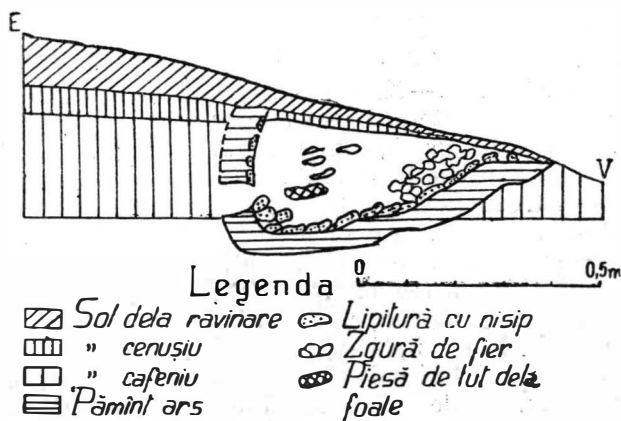 E
V
0 0,5m
Legenda
Sol dela ravinare
" cenușiu
" cafeniu
Pămînt ars
Lipitură cu nisip
Zgură de fier
Piesă de lut dela
foale